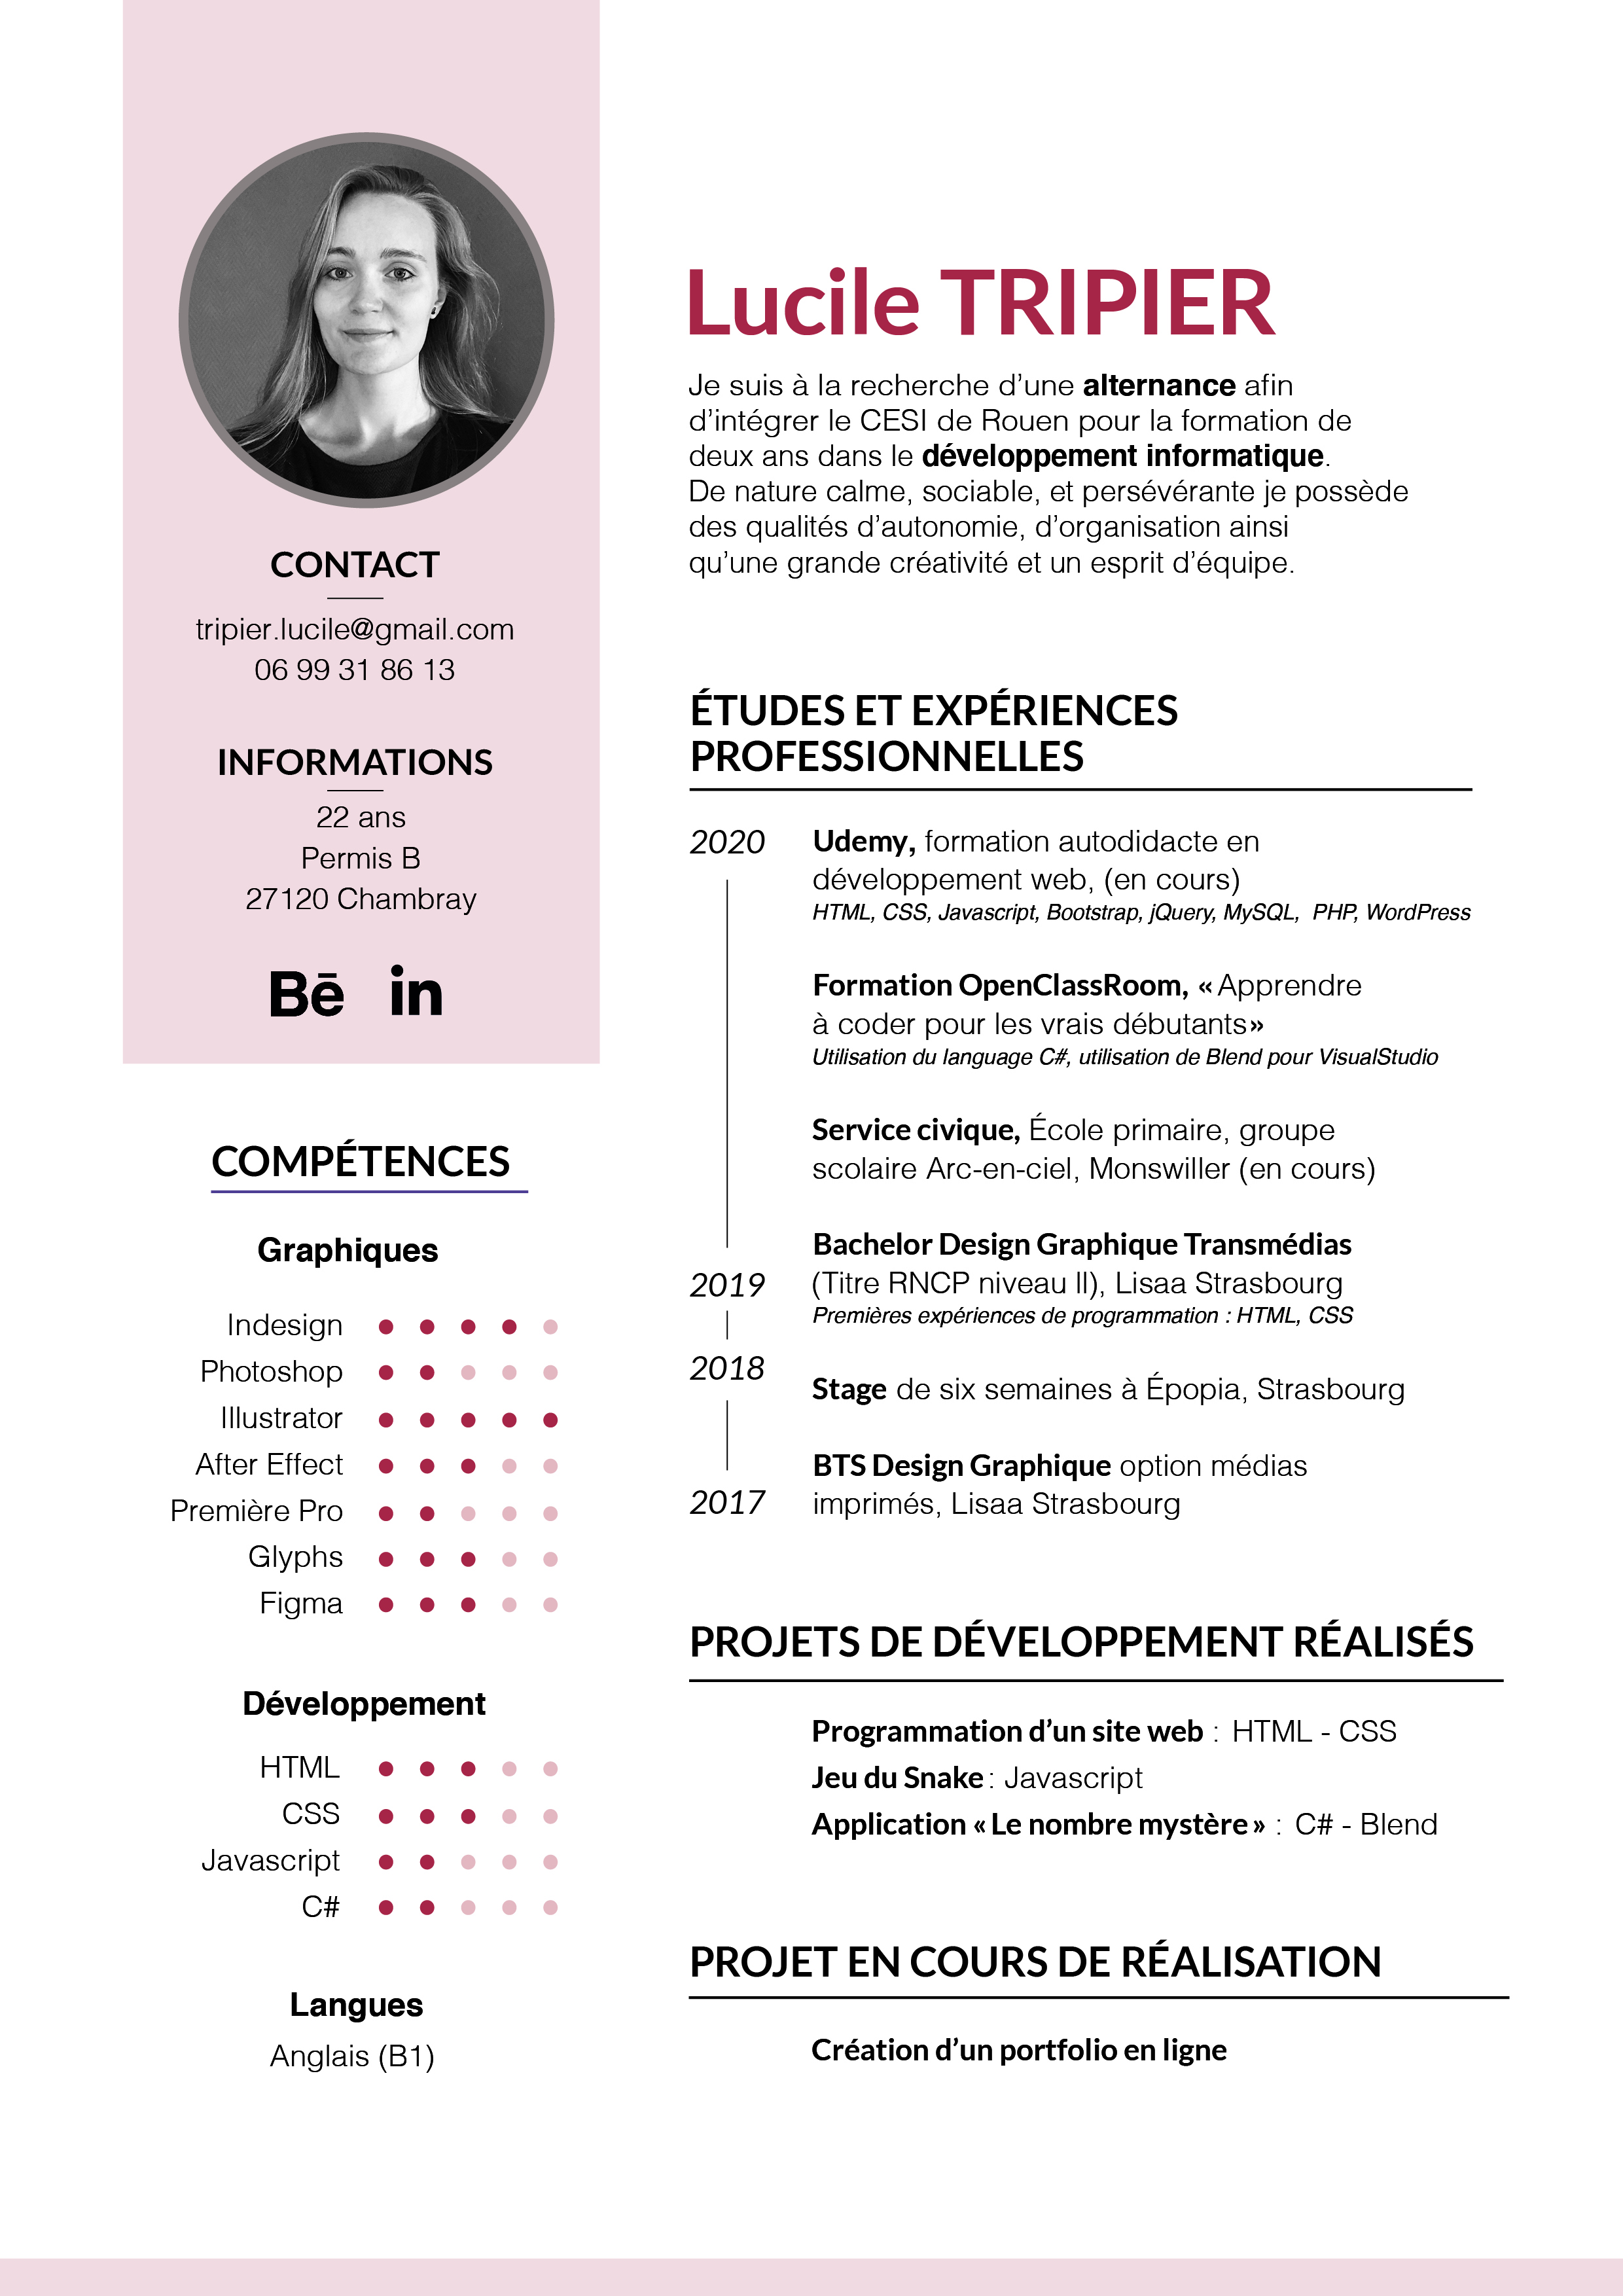 CONTACT
tripier.lucile@gmail.com
06 99 31 86 13
INFORMATIONS
22 ans
Permis B
27120 Chambray
Bē in
COMPÉTENCES
Graphiques
Indesign
Photoshop
Illustrator
After Effect
Première Pro
Glyphs
Figma
Développement
HTML
CSS
Javascript
C#
Langues
Anglais (B1)
Lucile TRIPIER
Je suis à la recherche d’une alternance afin
d’intégrer le CESI de Rouen pour la formation de
deux ans dans le développement informatique.
De nature calme, sociable, et persévérante je possède
des qualités d’autonomie, d’organisation ainsi
qu’une grande créativité et un esprit d’équipe.
ÉTUDES ET EXPÉRIENCES
PROFESSIONNELLES
2020 Udemy, formation autodidacte en
développement web, (en cours)
HTML, CSS, Javascript, Bootstrap, jQuery, MySQL, PHP, WordPress
Formation OpenClassRoom, « Apprendre
à coder pour les vrais débutants»
Utilisation du language C#, utilisation de Blend pour VisualStudio
Service civique, École primaire, groupe
scolaire Arc-en-ciel, Monswiller (en cours)
Bachelor Design Graphique Transmédias
2019 (Titre RNCP niveau II), Lisaa Strasbourg
Premières expériences de programmation : HTML, CSS
2018
Stage de six semaines à Épopia, Strasbourg
BTS Design Graphique option médias
2017 imprimés, Lisaa Strasbourg
PROJETS DE DÉVELOPPEMENT RÉALISÉS
Programmation d’un site web : HTML - CSS
Jeu du Snake : Javascript
Application « Le nombre mystère » : C# - Blend
PROJET EN COURS DE RÉALISATION
Création d’un portfolio en ligne